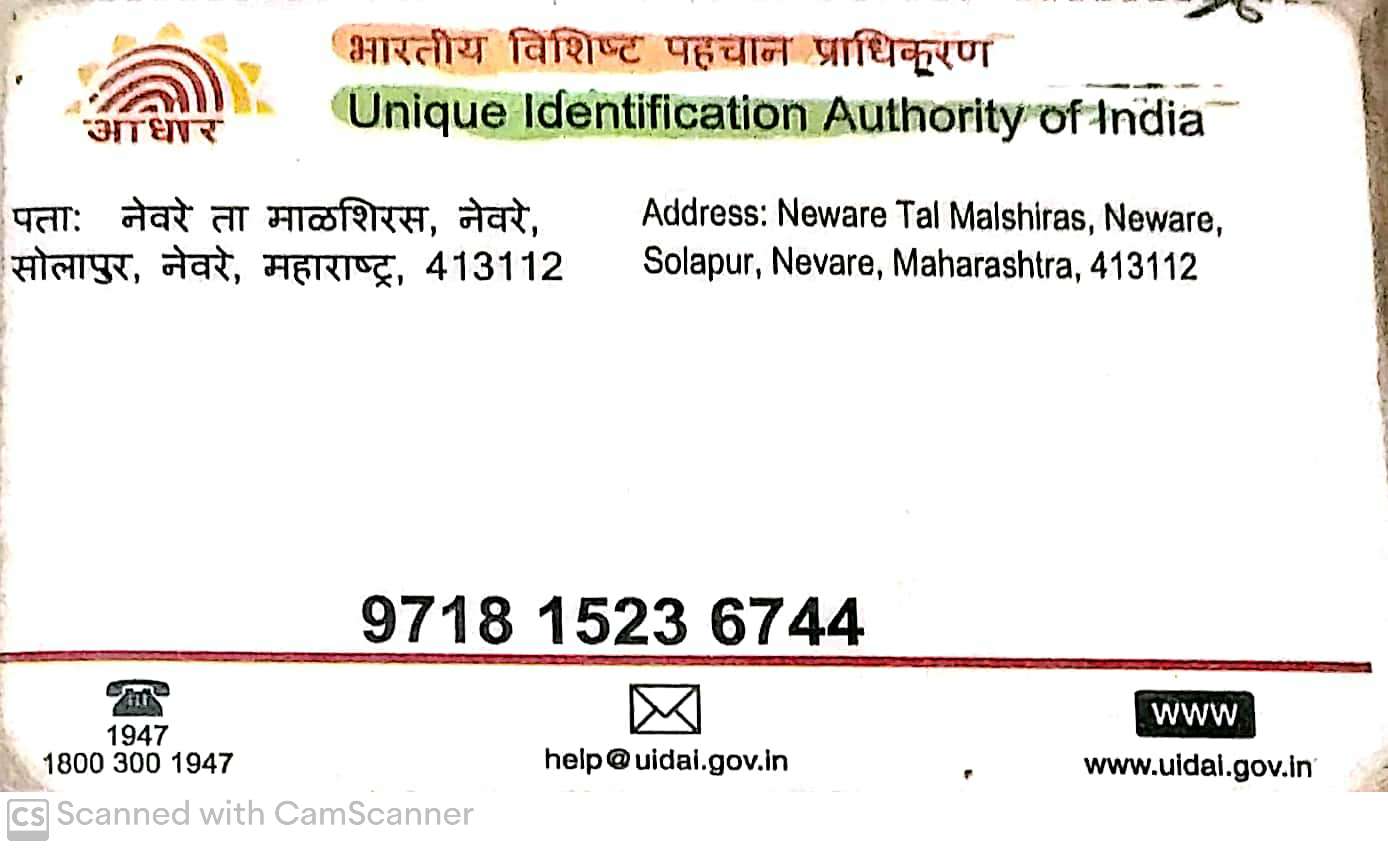 भारतीय विशिष्ट पहचान प्राधिकरण
Unique Identification Authority of India
आधार
पता: नेवरे ता माळशिरस, नेवरे,
सोलापुर, नेवरे, महाराष्ट्र, 413112
Address: Neware Tal Malshiras, Neware,
Solapur, Nevare, Maharashtra, 413112
9718 1523 6744
1947
1800 300 1947
help@uidai.gov.in
www
www.uidai.gov.in
CS Scanned with CamScanner